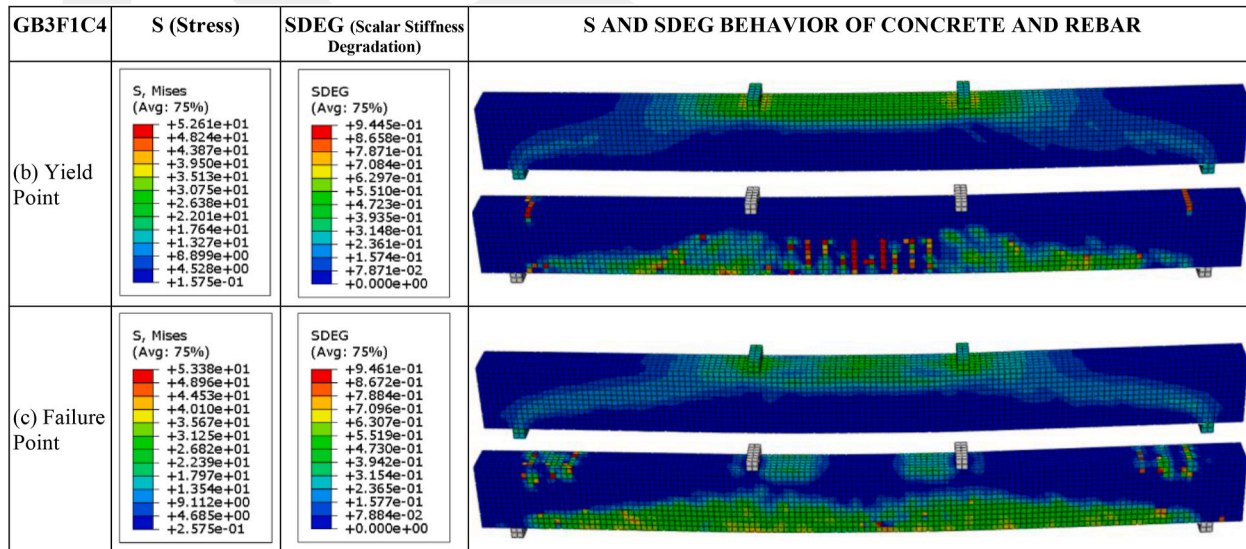 GB3F1C4
S (Stress)
SDEG (Scalar Stiffness
Degradation)
S AND SDEG BEHAVIOR OF CONCRETE AND REBAR
(b) Yield
Point
S, Mises
(Avg: 75%)
+5.261e+01
+4.824e+01
+4.387e+01
+3.950e+01
+3.513e+01
+3.075e+01
+2.638e+01
+2.201e+01
+1.764e+01
+1.327e+01
+8.899e+00
+4.528e+00
+1.575e-01
SDEG
(Avg: 75%)
+9.445e-01
+8.658e-01
+7.871e-01
+7.084e-01
+6.297e-01
+5.510e-01
+4.723e-01
+3.935e-01
+3.148e-01
+2.361e-01
+1.574e-01
+7.871e-02
+0.000e+00
(c) Failure
Point
S, Mises
(Avg: 75%)
+5.338e+01
+4.896e+01
+4.453e+01
+4.010e+01
+3.567e+01
+3.125e+01
+2.682e+01
+2.239e+01
+1.797e+01
+1.354e+01
+9.112e+00
+4.685e+00
+2.575e-01
SDEG
(Avg: 75%)
+9.461e-01
+8.672e-01
+7.884e-01
+7.096e-01
+6.307e-01
+5.519e-01
+4.730e-01
+3.942e-01
+3.154e-01
+2.365e-01
+1.577e-01
+7.884e-02
+0.000e+00